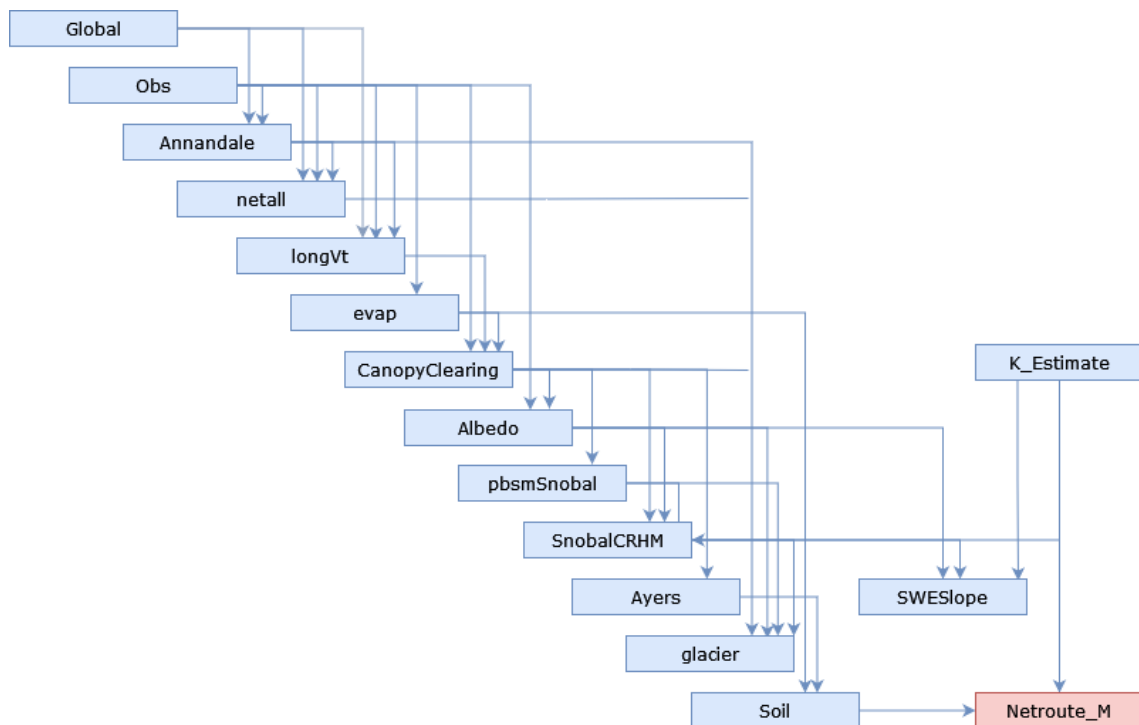 Global
Obs
Annandale
netall
longVt
evap
CanopyClearing
K_Estimate
Albedo
pbsmSnobal
SnobalCRHM
Ayers
SWESlope
glacier
Soil
Netroute_M